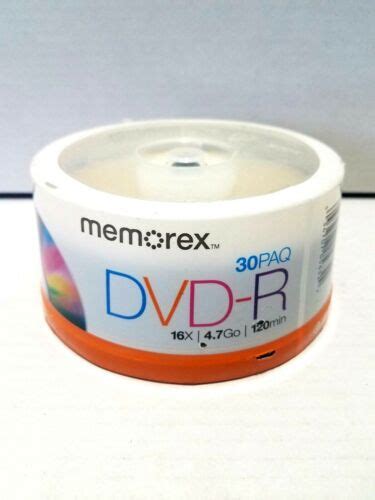 memorex™
30PAQ
DVD-R
16X | 4.7Go | 120min